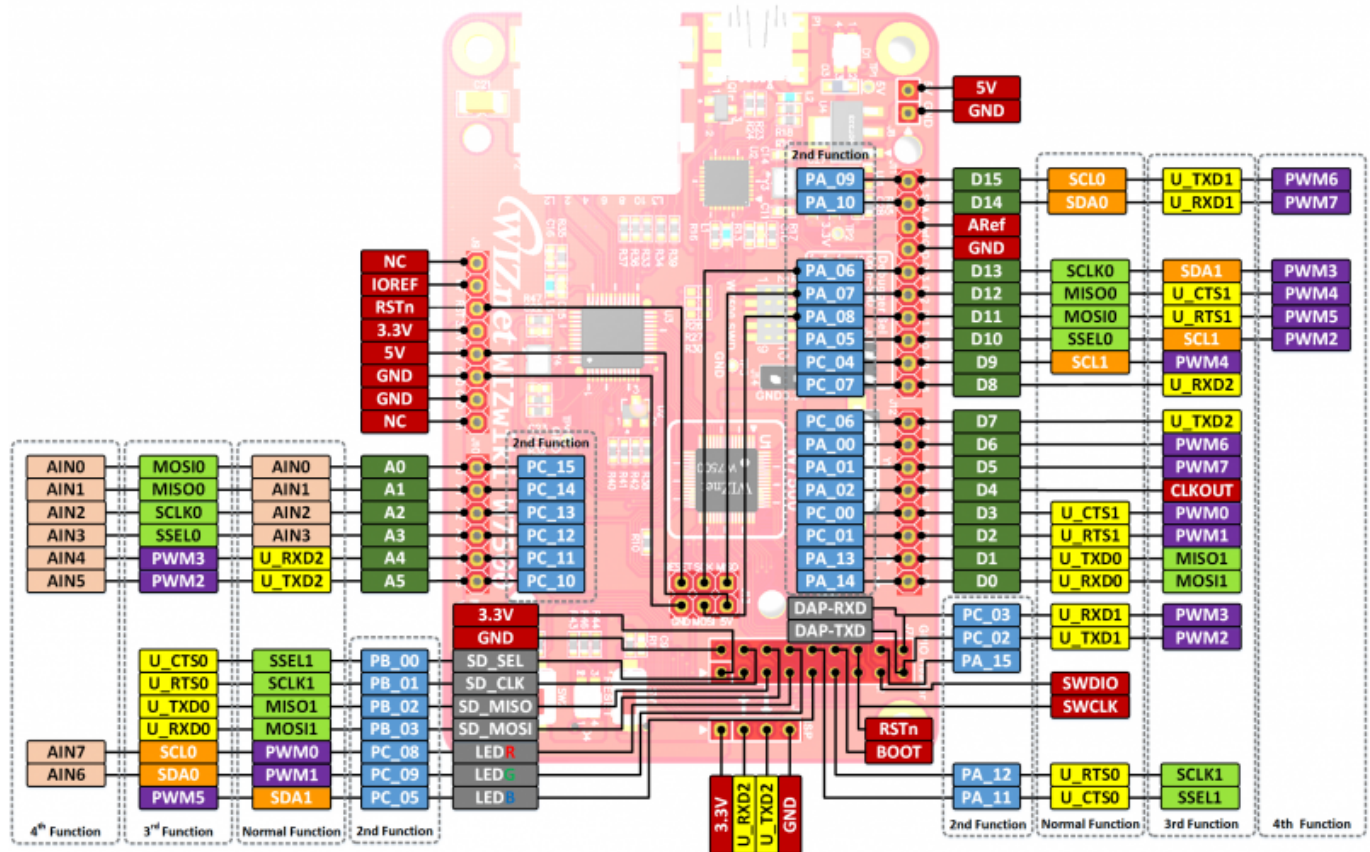 5V
GND
2nd Function
PA_09 D15 SCL0 U_TXD1 PWM6
PA_10 D14 SDA0 U_RXD1 PWM7
ARef
GND
PA_06 D13 SCLK0 SDA1 PWM3
PA_07 D12 MISO0 U_CTS1 PWM4
PA_08 D11 MOSI0 U_RTS1 PWM5
PA_05 D10 SSEL0 SCL1 PWM2
PC_04 D9 SCL1 PWM4
PC_07 D8 U_RXD2
PC_06 D7 U_TXD2
PA_00 D6 PWM6
PA_01 D5 PWM7
PA_02 D4 CLKOUT
PC_00 D3 U_CTS1 PWM0
PC_01 D2 U_RTS1 PWM1
PA_13 D1 U_TXD0 MISO1
PA_14 D0 U_RXD0 MOSI1
NC
IOREF
RSTn
3.3V
5V
GND
GND
NC
2nd Function
AIN0 MOSI0 AIN0 A0 PC_15
AIN1 MISO0 AIN1 A1 PC_14
AIN2 SCLK0 AIN2 A2 PC_13
AIN3 SSEL0 AIN3 A3 PC_12
AIN4 PWM3 U_RXD2 A4 PC_11
AIN5 PWM2 U_TXD2 A5 PC_10
WIZnet
WIZnet
W7500
GND MOSI 5V
DAP-RXD
DAP-TXD
PC_03 U_RXD1 PWM3
PC_02 U_TXD1 PWM2
PA_15
SWDIO
SWCLK
RSTn
BOOT
PA_12 U_RTS0 SCLK1
PA_11 U_CTS0 SSEL1
2nd Function Normal Function 3rd Function 4th Function
3.3V
GND
U_CTS0 SSEL1 PB_00 SD_SEL
U_RTS0 SCLK1 PB_01 SD_CLK
U_TXD0 MISO1 PB_02 SD_MISO
U_RXD0 MOSI1 PB_03 SD_MOSI
AIN7 SCL0 PWM0 PC_08 LEDR
AIN6 SDA0 PWM1 PC_09 LEDG
PWM5 SDA1 PC_05 LEDB
4th Function 3rd Function Normal Function 2nd Function
3.3V
U_RXD2
U_TXD2
GND